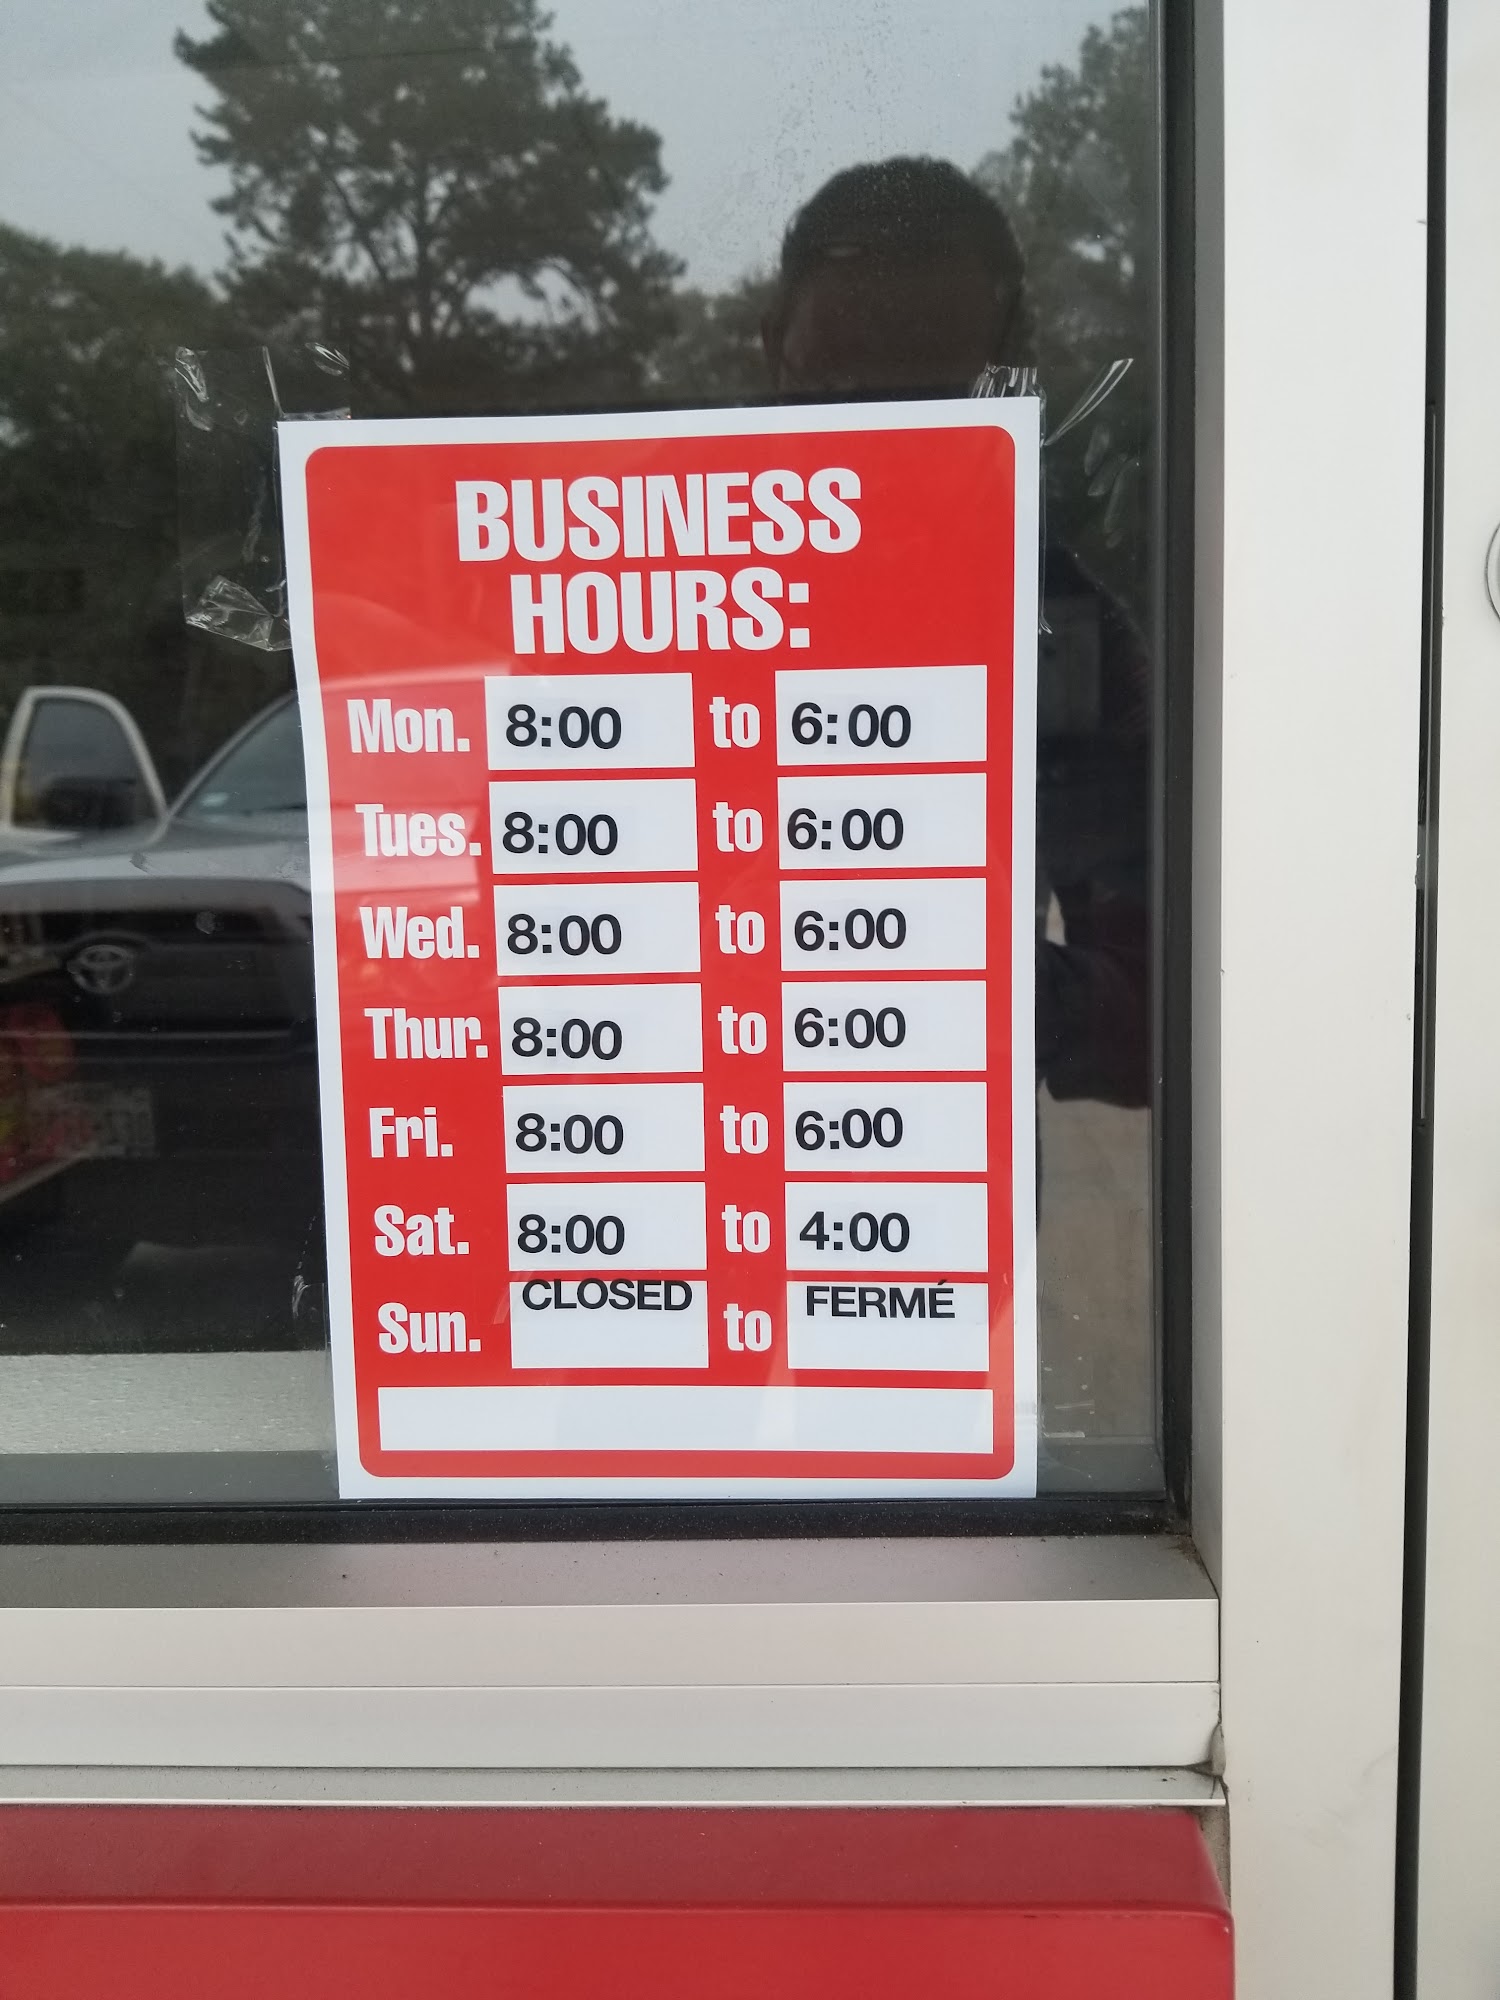 BUSINESS
HOURS:
Mon. 8:00 to 6:00
Tues. 8:00 to 6:00
Wed. 8:00 to 6:00
Thur. 8:00 to 6:00
Fri. 8:00 to 6:00
Sat. 8:00 to 4:00
Sun. CLOSED to FERMÉ